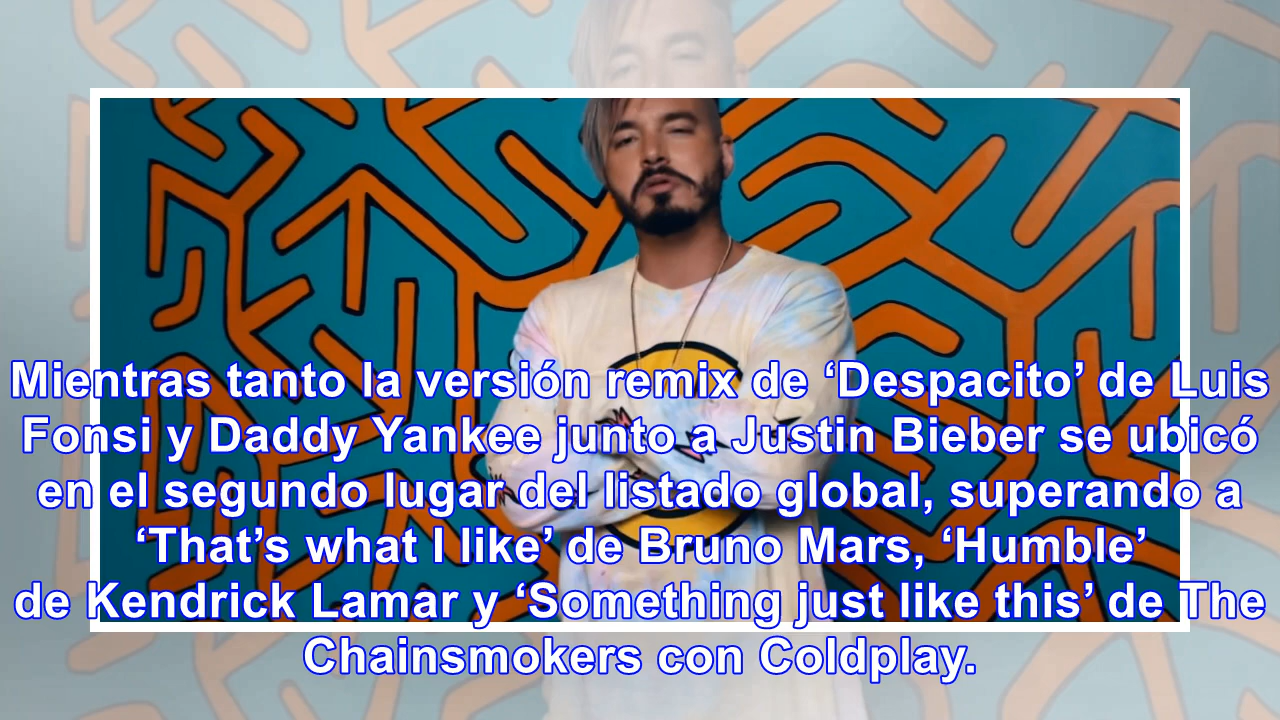 Mientras tanto la versión remix de ‘Despacito’ de Luis
Fonsi y Daddy Yankee junto a Justin Bieber se ubicó
en el segundo lugar del listado global, superando a
‘That’s what I like’ de Bruno Mars, ‘Humble’
de Kendrick Lamar y ‘Something just like this’ de The
Chainsmokers con Coldplay.